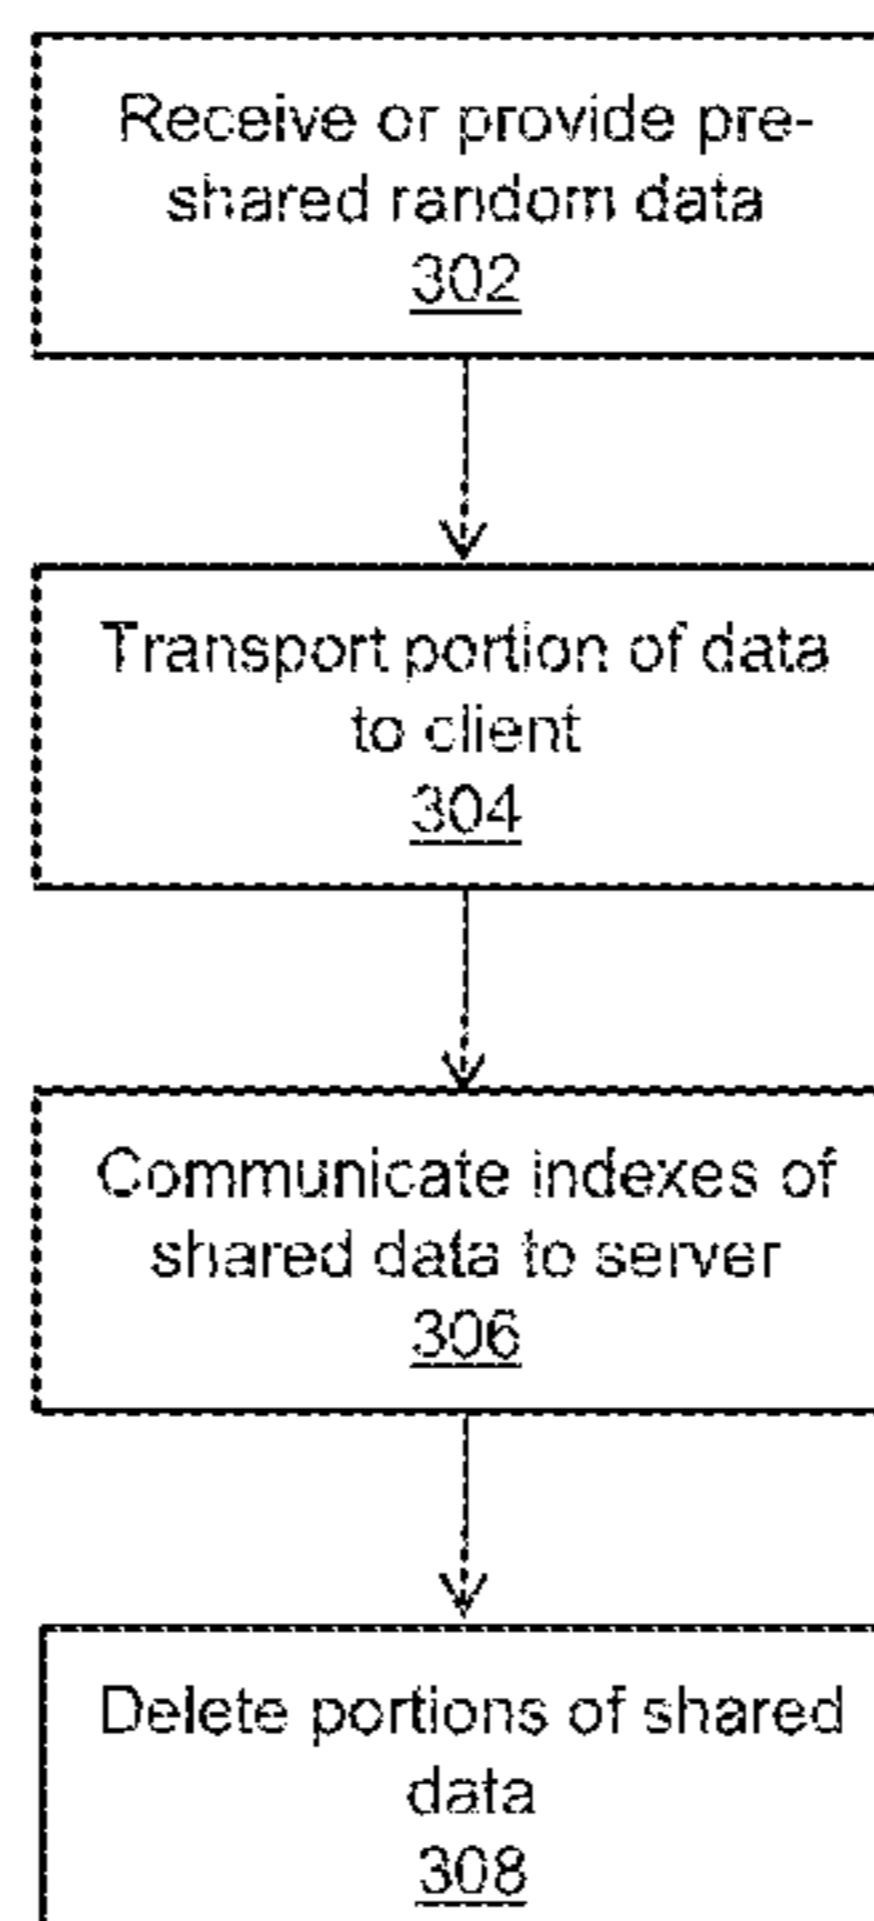 Receive or provide pre-
shared random data
302
Transport portion of data
to client
304
Communicate indexes of
shared data to server
306
Delete portions of shared
data
308